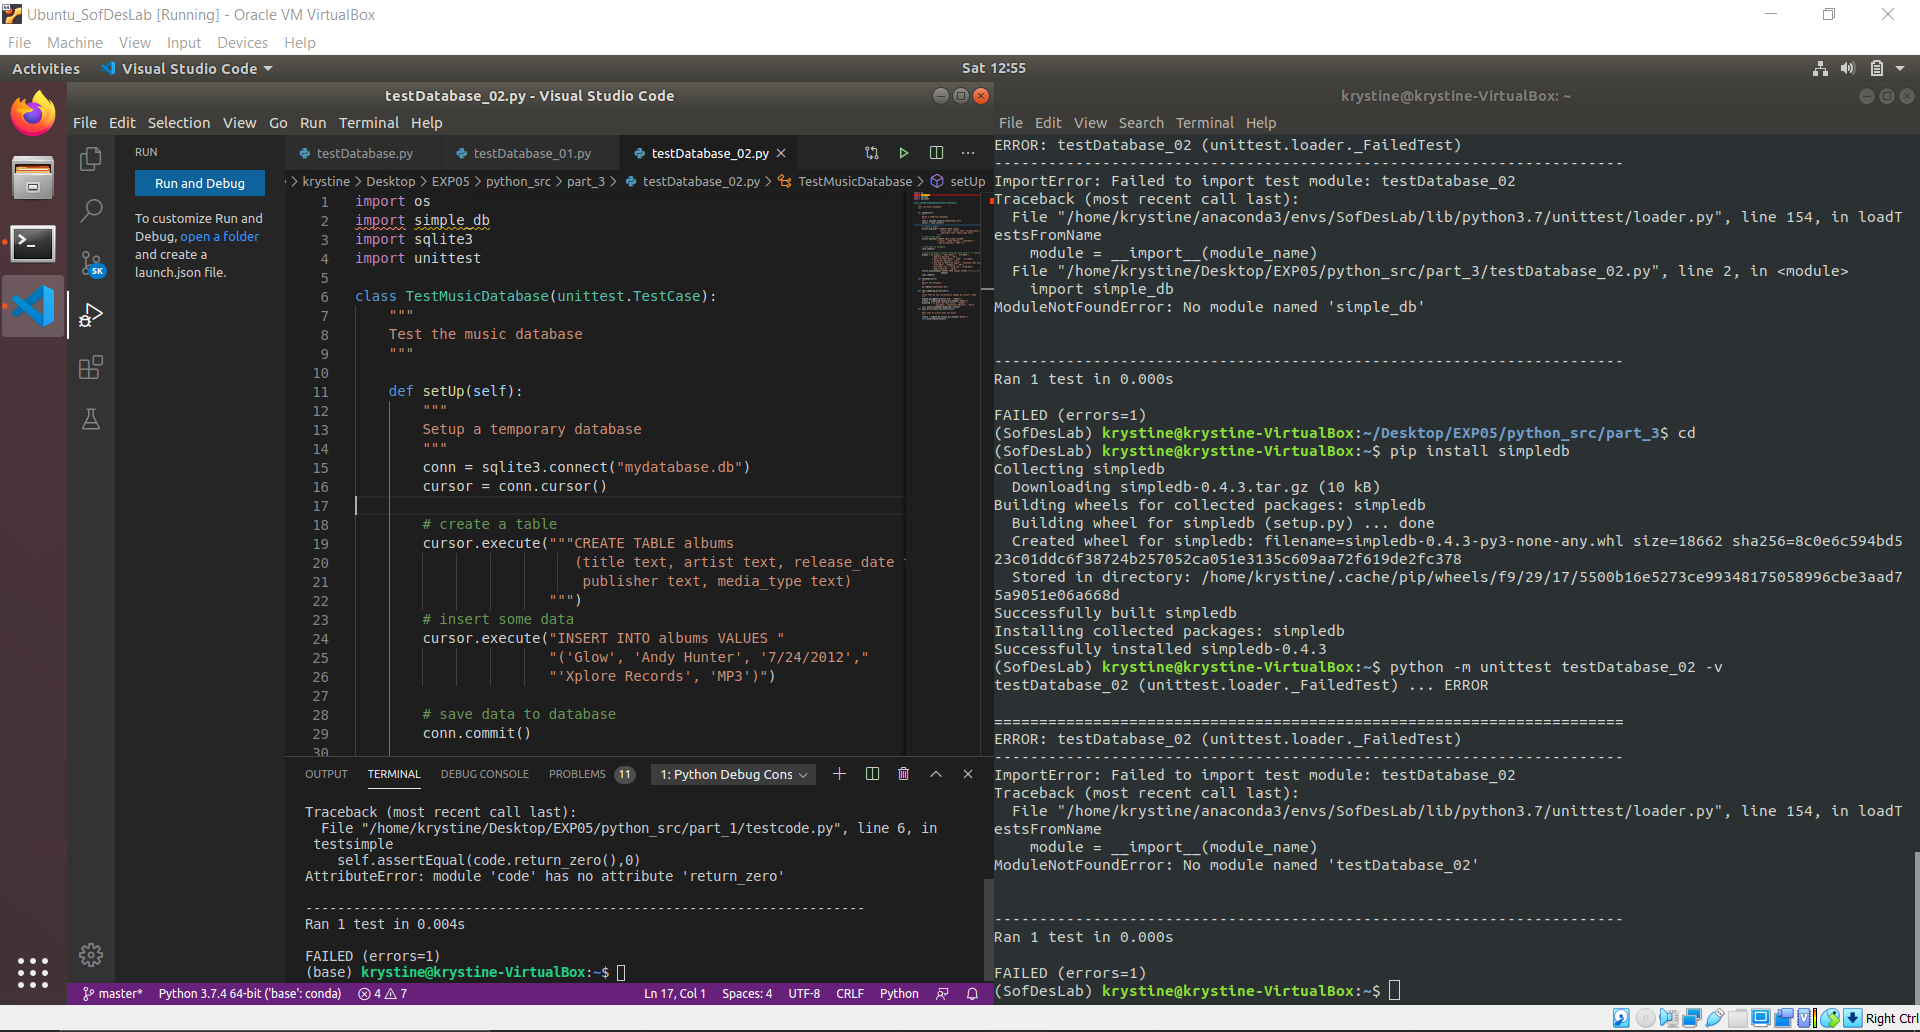 Ubuntu_SofDesLab [Running] - Oracle VM VirtualBox
File Machine View Input Devices Help
Activities Visual Studio Code Sat 12:55
testDatabase_02.py - Visual Studio Code
File Edit Selection View Go Run Terminal Help
RUN
Run and Debug
To customize Run and
Debug, open a folder
and create a
launch.json file.
5K
testDatabase.py testDatabase_01.py testDatabase_02.py
> krystine > Desktop > EXP05 > python_src > part_3 > testDatabase_02.py > TestMusicDatabase > setUp
1 import os
2 import simple_db
3 import sqlite3
4 import unittest
5
6 class TestMusicDatabase(unittest.TestCase):
7 """
8 Test the music database
9 """
10
11 def setUp(self):
12 """
13 Setup a temporary database
14 """
15 conn = sqlite3.connect("mydatabase.db")
16 cursor = conn.cursor()
17
18 # create a table
19 cursor.execute("""CREATE TABLE albums
20 (title text, artist text, release_date
21 publisher text, media_type text)
22 """)
23 # insert some data
24 cursor.execute("INSERT INTO albums VALUES "
25 "('Glow', 'Andy Hunter', '7/24/2012',"
26 "'Xplore Records', 'MP3')")
27
28 # save data to database
29 conn.commit()
30
OUTPUT TERMINAL DEBUG CONSOLE PROBLEMS 11 1: Python Debug Cons
Traceback (most recent call last):
File "/home/krystine/Desktop/EXP05/python_src/part_1/testcode.py", line 6, in
testsimple
self.assertEqual(code.return_zero(),0)
AttributeError: module 'code' has no attribute 'return_zero'
----------------------------------------------------------------------
Ran 1 test in 0.004s
FAILED (errors=1)
(base) krystine@krystine-VirtualBox:~$
master* Python 3.7.4 64-bit ('base': conda) 4 7 Ln 17, Col 1 Spaces: 4 UTF-8 CRLF Python
krystine@krystine-VirtualBox: ~
File Edit View Search Terminal Help
ERROR: testDatabase_02 (unittest.loader._FailedTest)
----------------------------------------------------------------------
ImportError: Failed to import test module: testDatabase_02
Traceback (most recent call last):
File "/home/krystine/anaconda3/envs/SofDesLab/lib/python3.7/unittest/loader.py", line 154, in loadT
estsFromName
module = __import__(module_name)
File "/home/krystine/Desktop/EXP05/python_src/part_3/testDatabase_02.py", line 2, in <module>
import simple_db
ModuleNotFoundError: No module named 'simple_db'
----------------------------------------------------------------------
Ran 1 test in 0.000s
FAILED (errors=1)
(SofDesLab) krystine@krystine-VirtualBox:~/Desktop/EXP05/python_src/part_3$ cd
(SofDesLab) krystine@krystine-VirtualBox:~$ pip install simpledb
Collecting simpledb
Downloading simpledb-0.4.3.tar.gz (10 kB)
Building wheels for collected packages: simpledb
Building wheel for simpledb (setup.py) ... done
Created wheel for simpledb: filename=simpledb-0.4.3-py3-none-any.whl size=18662 sha256=8c0e6c594bd5
23c01ddc6f38724b257052ca051e3135c609aa72f619de2fc378
Stored in directory: /home/krystine/.cache/pip/wheels/f9/29/17/5500b16e5273ce99348175058996cbe3aad7
5a9051e06a668d
Successfully built simpledb
Installing collected packages: simpledb
Successfully installed simpledb-0.4.3
(SofDesLab) krystine@krystine-VirtualBox:~$ python -m unittest testDatabase_02 -v
testDatabase_02 (unittest.loader._FailedTest) ... ERROR
======================================================================
ERROR: testDatabase_02 (unittest.loader._FailedTest)
----------------------------------------------------------------------
ImportError: Failed to import test module: testDatabase_02
Traceback (most recent call last):
File "/home/krystine/anaconda3/envs/SofDesLab/lib/python3.7/unittest/loader.py", line 154, in loadT
estsFromName
module = __import__(module_name)
ModuleNotFoundError: No module named 'testDatabase_02'
----------------------------------------------------------------------
Ran 1 test in 0.000s
FAILED (errors=1)
(SofDesLab) krystine@krystine-VirtualBox:~$
Right Ctrl